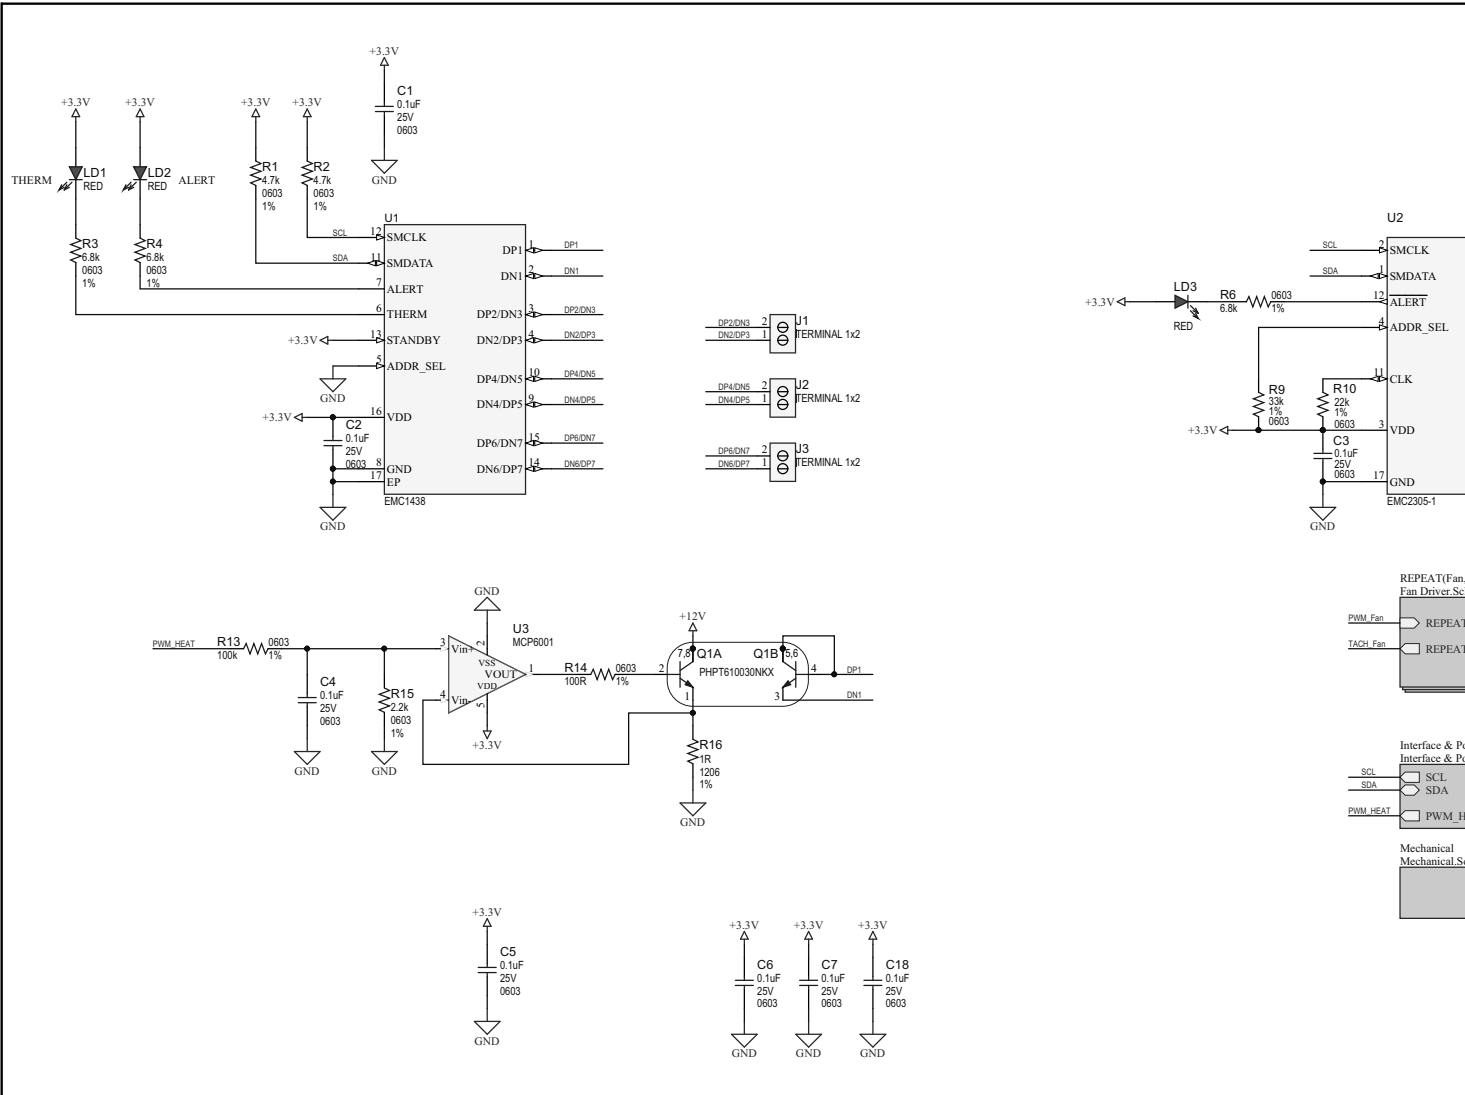 +3.3V
C1
0.1uF
25V
0603
GND
+3.3V
+3.3V
+3.3V
+3.3V
THERM
LD1
RED
LD2
RED
ALERT
R1
4.7k
0603
1%
R2
4.7k
0603
1%
R3
6.8k
0603
1%
R4
6.8k
0603
1%
U1
SCL
12
SMCLK
SDA
11
SMDATA
7
ALERT
6
THERM
+3.3V
13
STANDBY
5
ADDR_SEL
GND
+3.3V
16
VDD
C2
0.1uF
25V
0603
8
GND
17
EP
GND
EMC1438
DP1
1
DP1
DN1
2
DN1
DP2/DN3
3
DP2/DN3
DN2/DP3
4
DN2/DP3
DP4/DN5
10
DP4/DN5
DN4/DP5
9
DN4/DP5
DP6/DN7
15
DP6/DN7
DN6/DP7
14
DN6/DP7
DP2/DN3
2
DN2/DP3
1
J1
TERMINAL 1x2
DP4/DN5
2
DN4/DP5
1
J2
TERMINAL 1x2
DP6/DN7
2
DN6/DP7
1
J3
TERMINAL 1x2
U2
SCL
2
SMCLK
SDA
1
SMDATA
+3.3V
LD3
RED
R6
6.8k
0603
1%
12
ALERT
4
ADDR_SEL
11
CLK
R9
33k
1%
0603
R10
22k
1%
0603
+3.3V
3
VDD
C3
0.1uF
25V
0603
17
GND
GND
EMC2305-1
PWM_HEAT
R13
100k
0603
1%
C4
0.1uF
25V
0603
GND
R15
2.2k
0603
1%
GND
GND
U3
MCP6001
3
Vin+
2
VSS
VOUT
1
VDD
4
Vin-
5
+3.3V
R14
100R
0603
1%
+12V
7,8
Q1A
Q1B
5,6
2
PHPT610030NKX
4
1
3
DP1
DN1
R16
1R
1206
1%
GND
REPEAT(Fan,
Fan Driver.Sc
PWM_Fan
REPEAT
TACH_Fan
REPEAT
Interface & Po
Interface & Po
SCL
SCL
SDA
SDA
PWM_HEAT
PWM_H
Mechanical
Mechanical.Sc
+3.3V
C5
0.1uF
25V
0603
GND
+3.3V
C6
0.1uF
25V
0603
GND
+3.3V
C7
0.1uF
25V
0603
GND
+3.3V
C18
0.1uF
25V
0603
GND